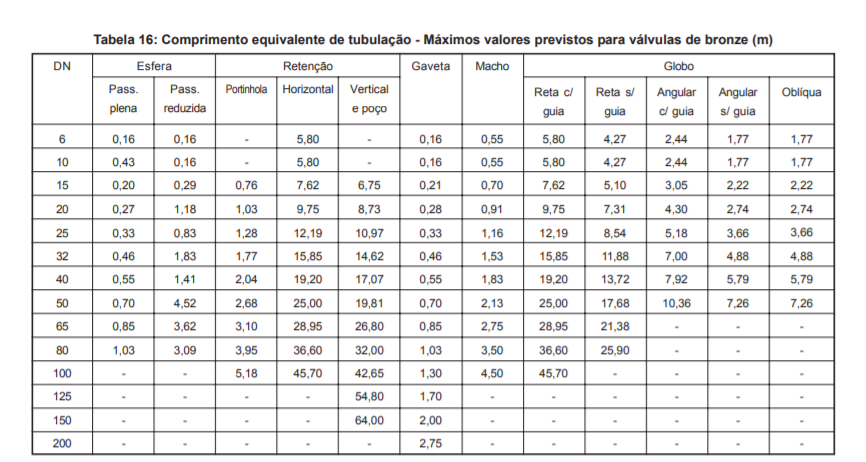 Tabela 16: Comprimento equivalente de tubulação - Máximos valores previstos para válvulas de bronze (m)
DN Esfera Retenção Gaveta Macho Globo
Pass. Pass. Portinhola Horizontal Vertical Reta c/ Reta s/ Angular Angular Oblíqua
plena reduzida e poço guia guia c/ guia s/ guia
6 0,16 0,16 - 5,80 - 0,16 0,55 5,80 4,27 2,44 1,77 1,77
10 0,43 0,16 - 5,80 - 0,16 0,55 5,80 4,27 2,44 1,77 1,77
15 0,20 0,29 0,76 7,62 6,75 0,21 0,70 7,62 5,10 3,05 2,22 2,22
20 0,27 1,18 1,03 9,75 8,73 0,28 0,91 9,75 7,31 4,30 2,74 2,74
25 0,33 0,83 1,28 12,19 10,97 0,33 1,16 12,19 8,54 5,18 3,66 3,66
32 0,46 1,83 1,77 15,85 14,62 0,46 1,53 15,85 11,88 7,00 4,88 4,88
40 0,55 1,41 2,04 19,20 17,07 0,55 1,83 19,20 13,72 7,92 5,79 5,79
50 0,70 4,52 2,68 25,00 19,81 0,70 2,13 25,00 17,68 10,36 7,26 7,26
65 0,85 3,62 3,10 28,95 26,80 0,85 2,75 28,95 21,38 - - -
80 1,03 3,09 3,95 36,60 32,00 1,03 3,50 36,60 25,90 - - -
100 - - 5,18 45,70 42,65 1,30 4,50 45,70 - - - -
125 - - - - 54,80 1,70 - - - - - -
150 - - - - 64,00 2,00 - - - - - -
200 - - - - - 2,75 - - - - - -